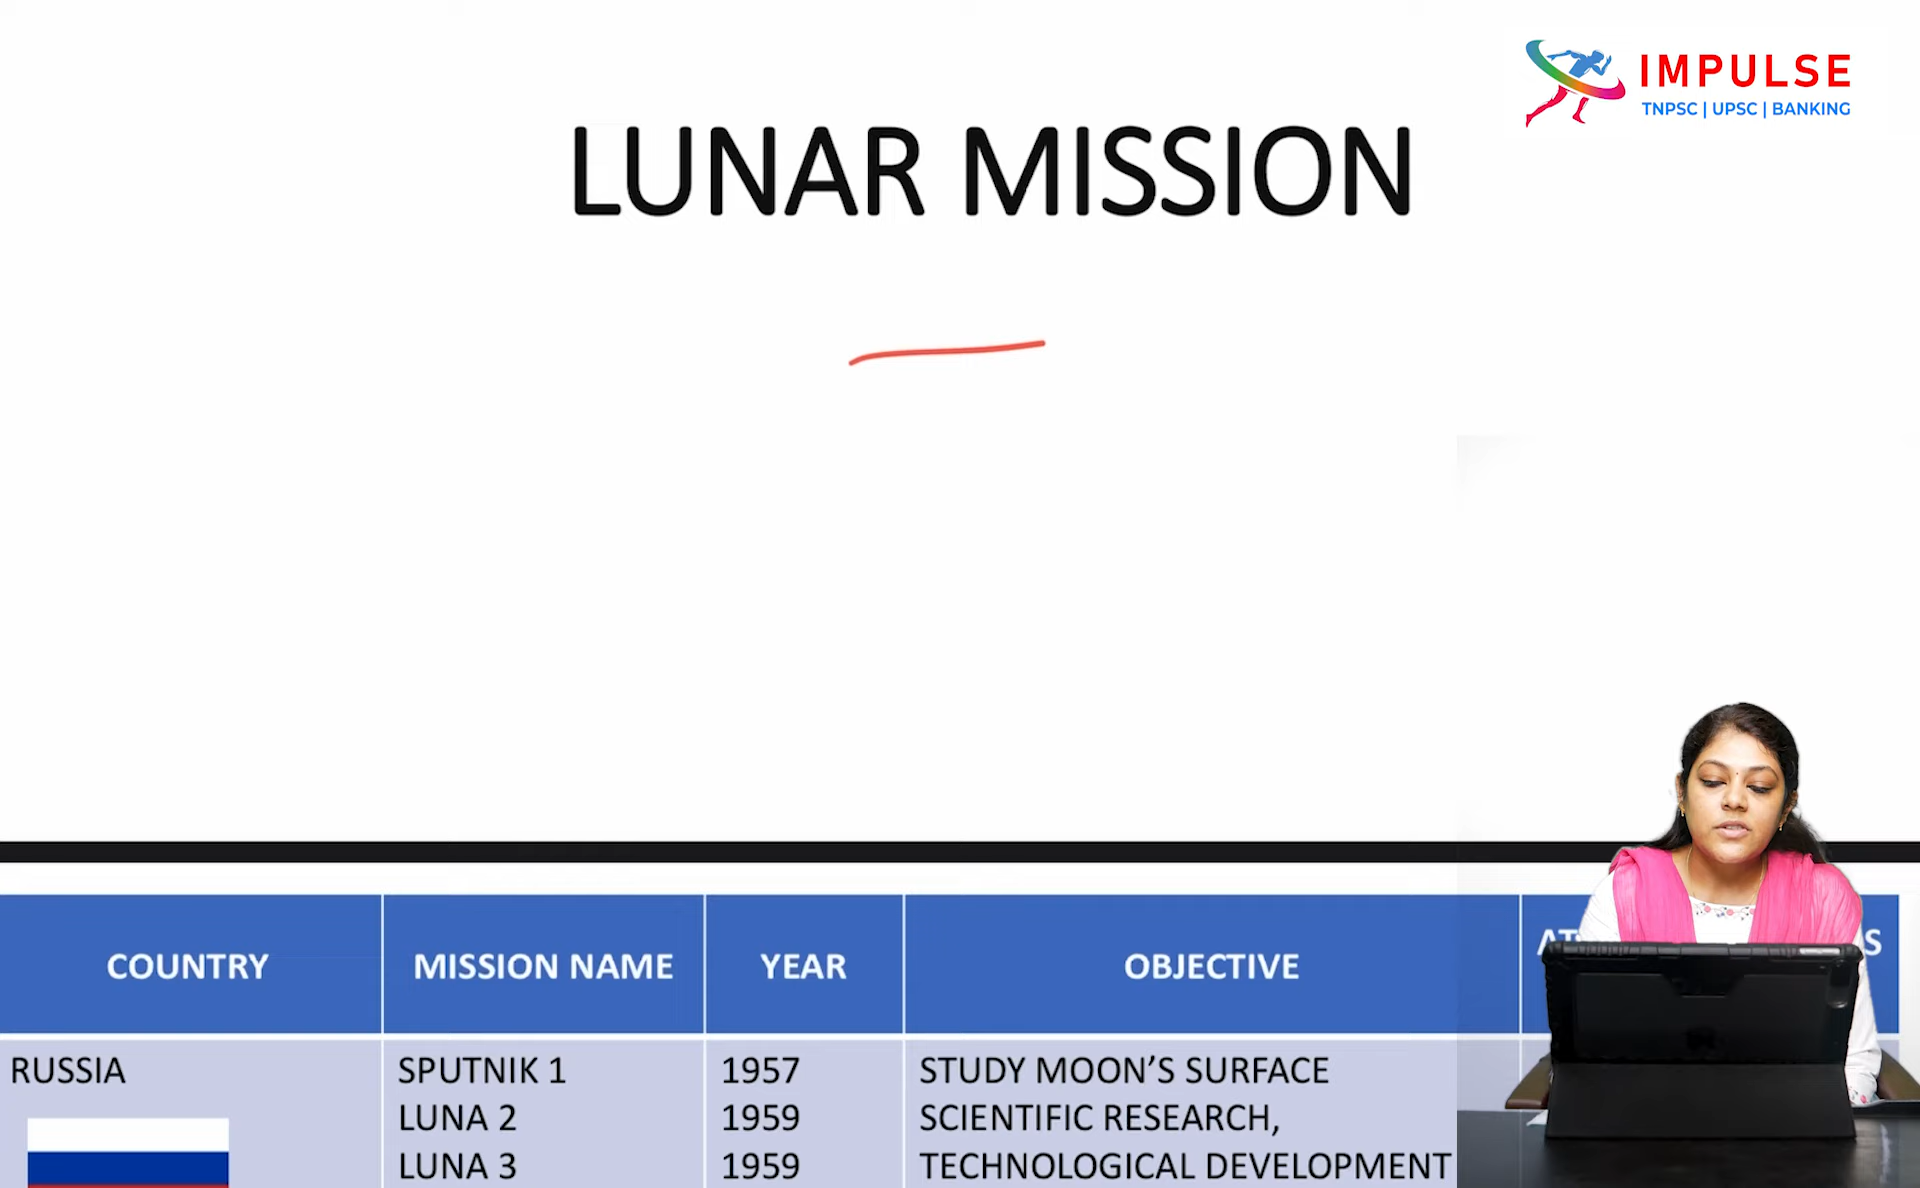 IMPULSE
TNPSC | UPSC | BANKING
LUNAR MISSION
COUNTRY
MISSION NAME
YEAR
OBJECTIVE
RUSSIA
SPUTNIK 1
1957
STUDY MOON'S SURFACE
LUNA 2
1959
SCIENTIFIC RESEARCH,
LUNA 3
1959
TECHNOLOGICAL DEVELOPMENT